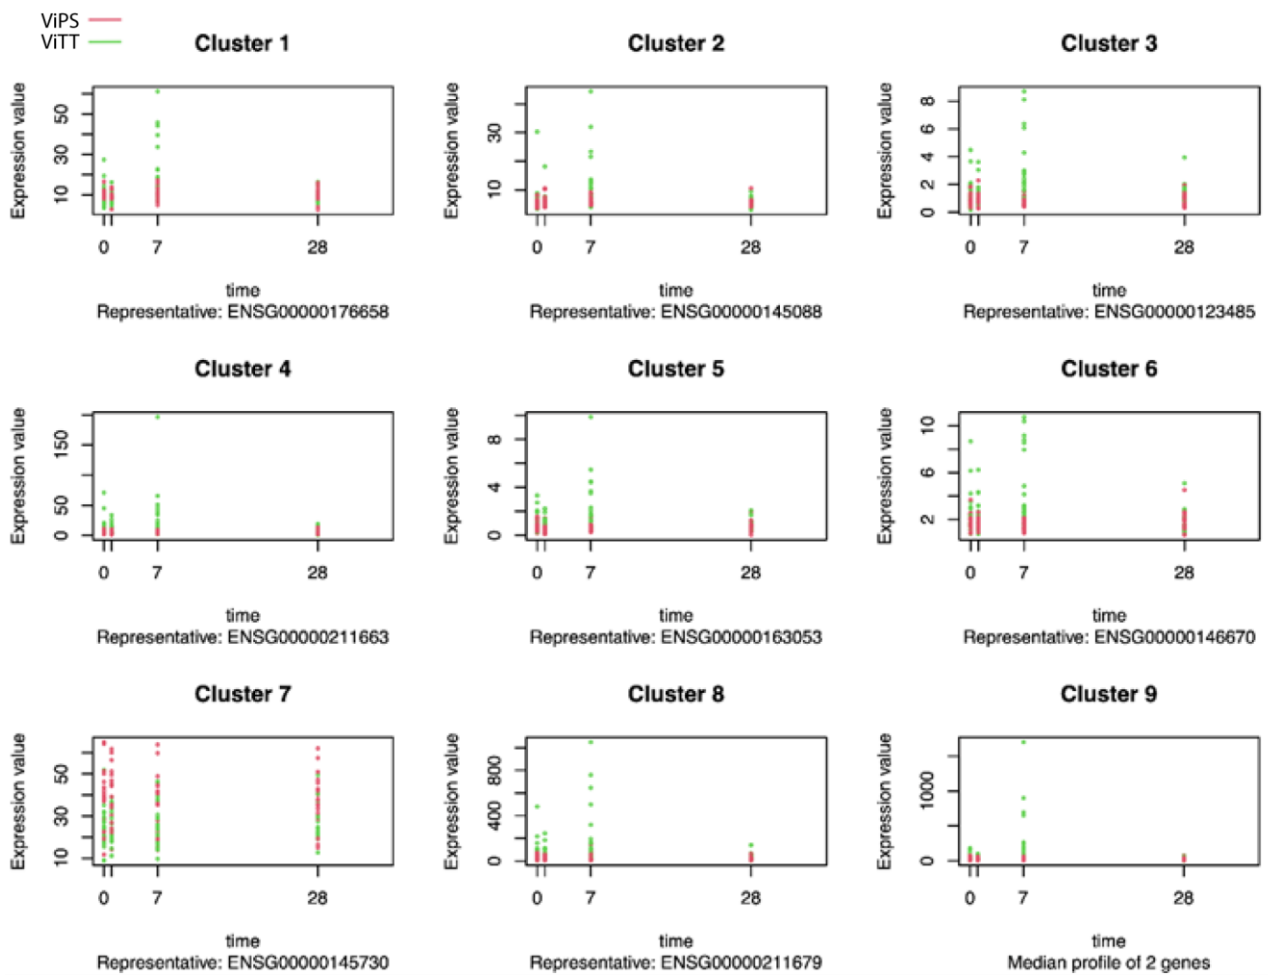 ViPS
ViTT
Cluster 1
Expression value
10 30 50
0 7 28
time
Representative: ENSG00000176658
Cluster 2
Expression value
10 30
0 7 28
time
Representative: ENSG00000145088
Cluster 3
Expression value
0 2 4 6 8
0 7 28
time
Representative: ENSG00000123485
Cluster 4
Expression value
0 50 150
0 7 28
time
Representative: ENSG00000211663
Cluster 5
Expression value
0 4 8
0 7 28
time
Representative: ENSG00000163053
Cluster 6
Expression value
2 6 10
0 7 28
time
Representative: ENSG00000146670
Cluster 7
Expression value
10 30 50
0 7 28
time
Representative: ENSG00000145730
Cluster 8
Expression value
0 400 800
0 7 28
time
Representative: ENSG00000211679
Cluster 9
Expression value
0 1000
0 7 28
time
Median profile of 2 genes